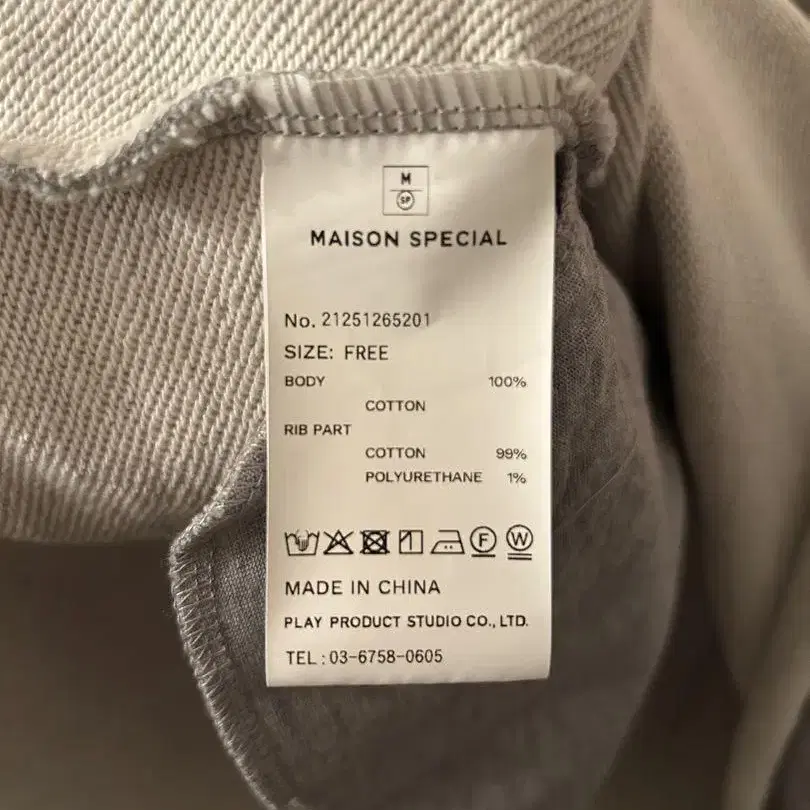 M
SP
MAISON SPECIAL
No. 21251265201
SIZE: FREE
BODY 100%
COTTON
RIB PART
COTTON 99%
POLYURETHANE 1%
F W
MADE IN CHINA
PLAY PRODUCT STUDIO CO., LTD.
TEL : 03-6758-0605